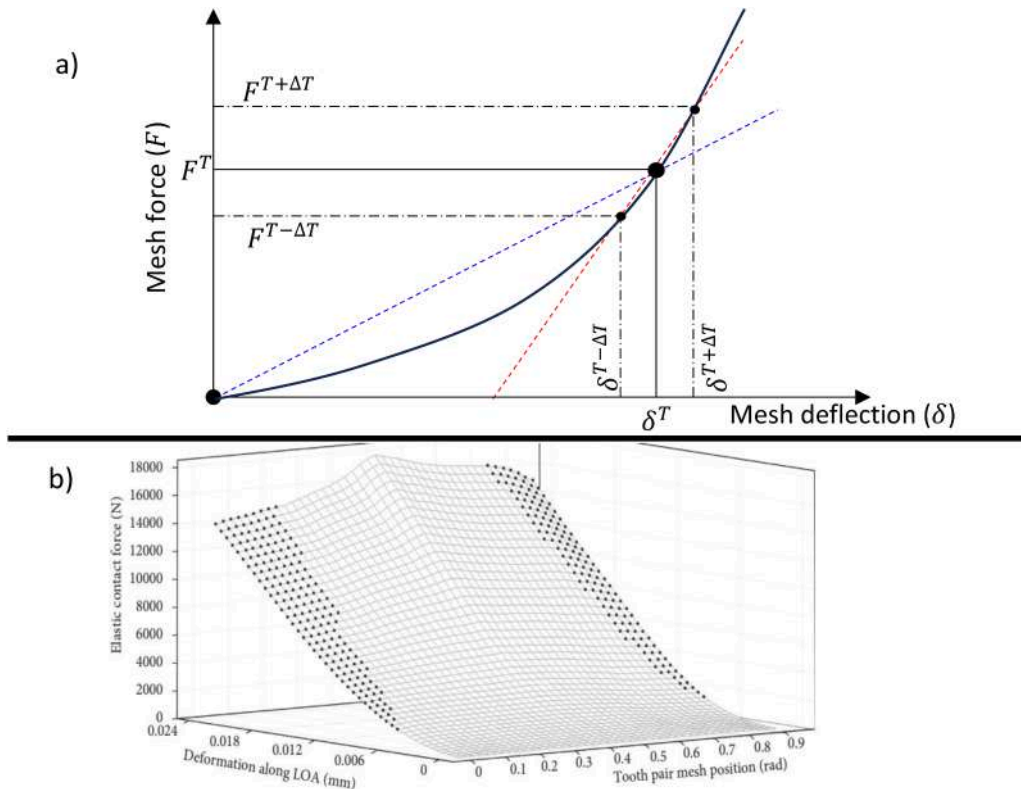 a)
Mesh force (F)
F^{T+ΔT}
F^T
F^{T−ΔT}
δ^{T−ΔT}
δ^T
δ^{T+ΔT}
Mesh deflection (δ)
b)
Elastic contact force (N)
18000
16000
14000
12000
10000
8000
6000
4000
2000
0
0.024
0.018
0.012
0.006
0
Deformation along LOA (mm)
0
0.1
0.2
0.3
0.4
0.5
0.6
0.7
0.8
0.9
Tooth pair mesh position (rad)